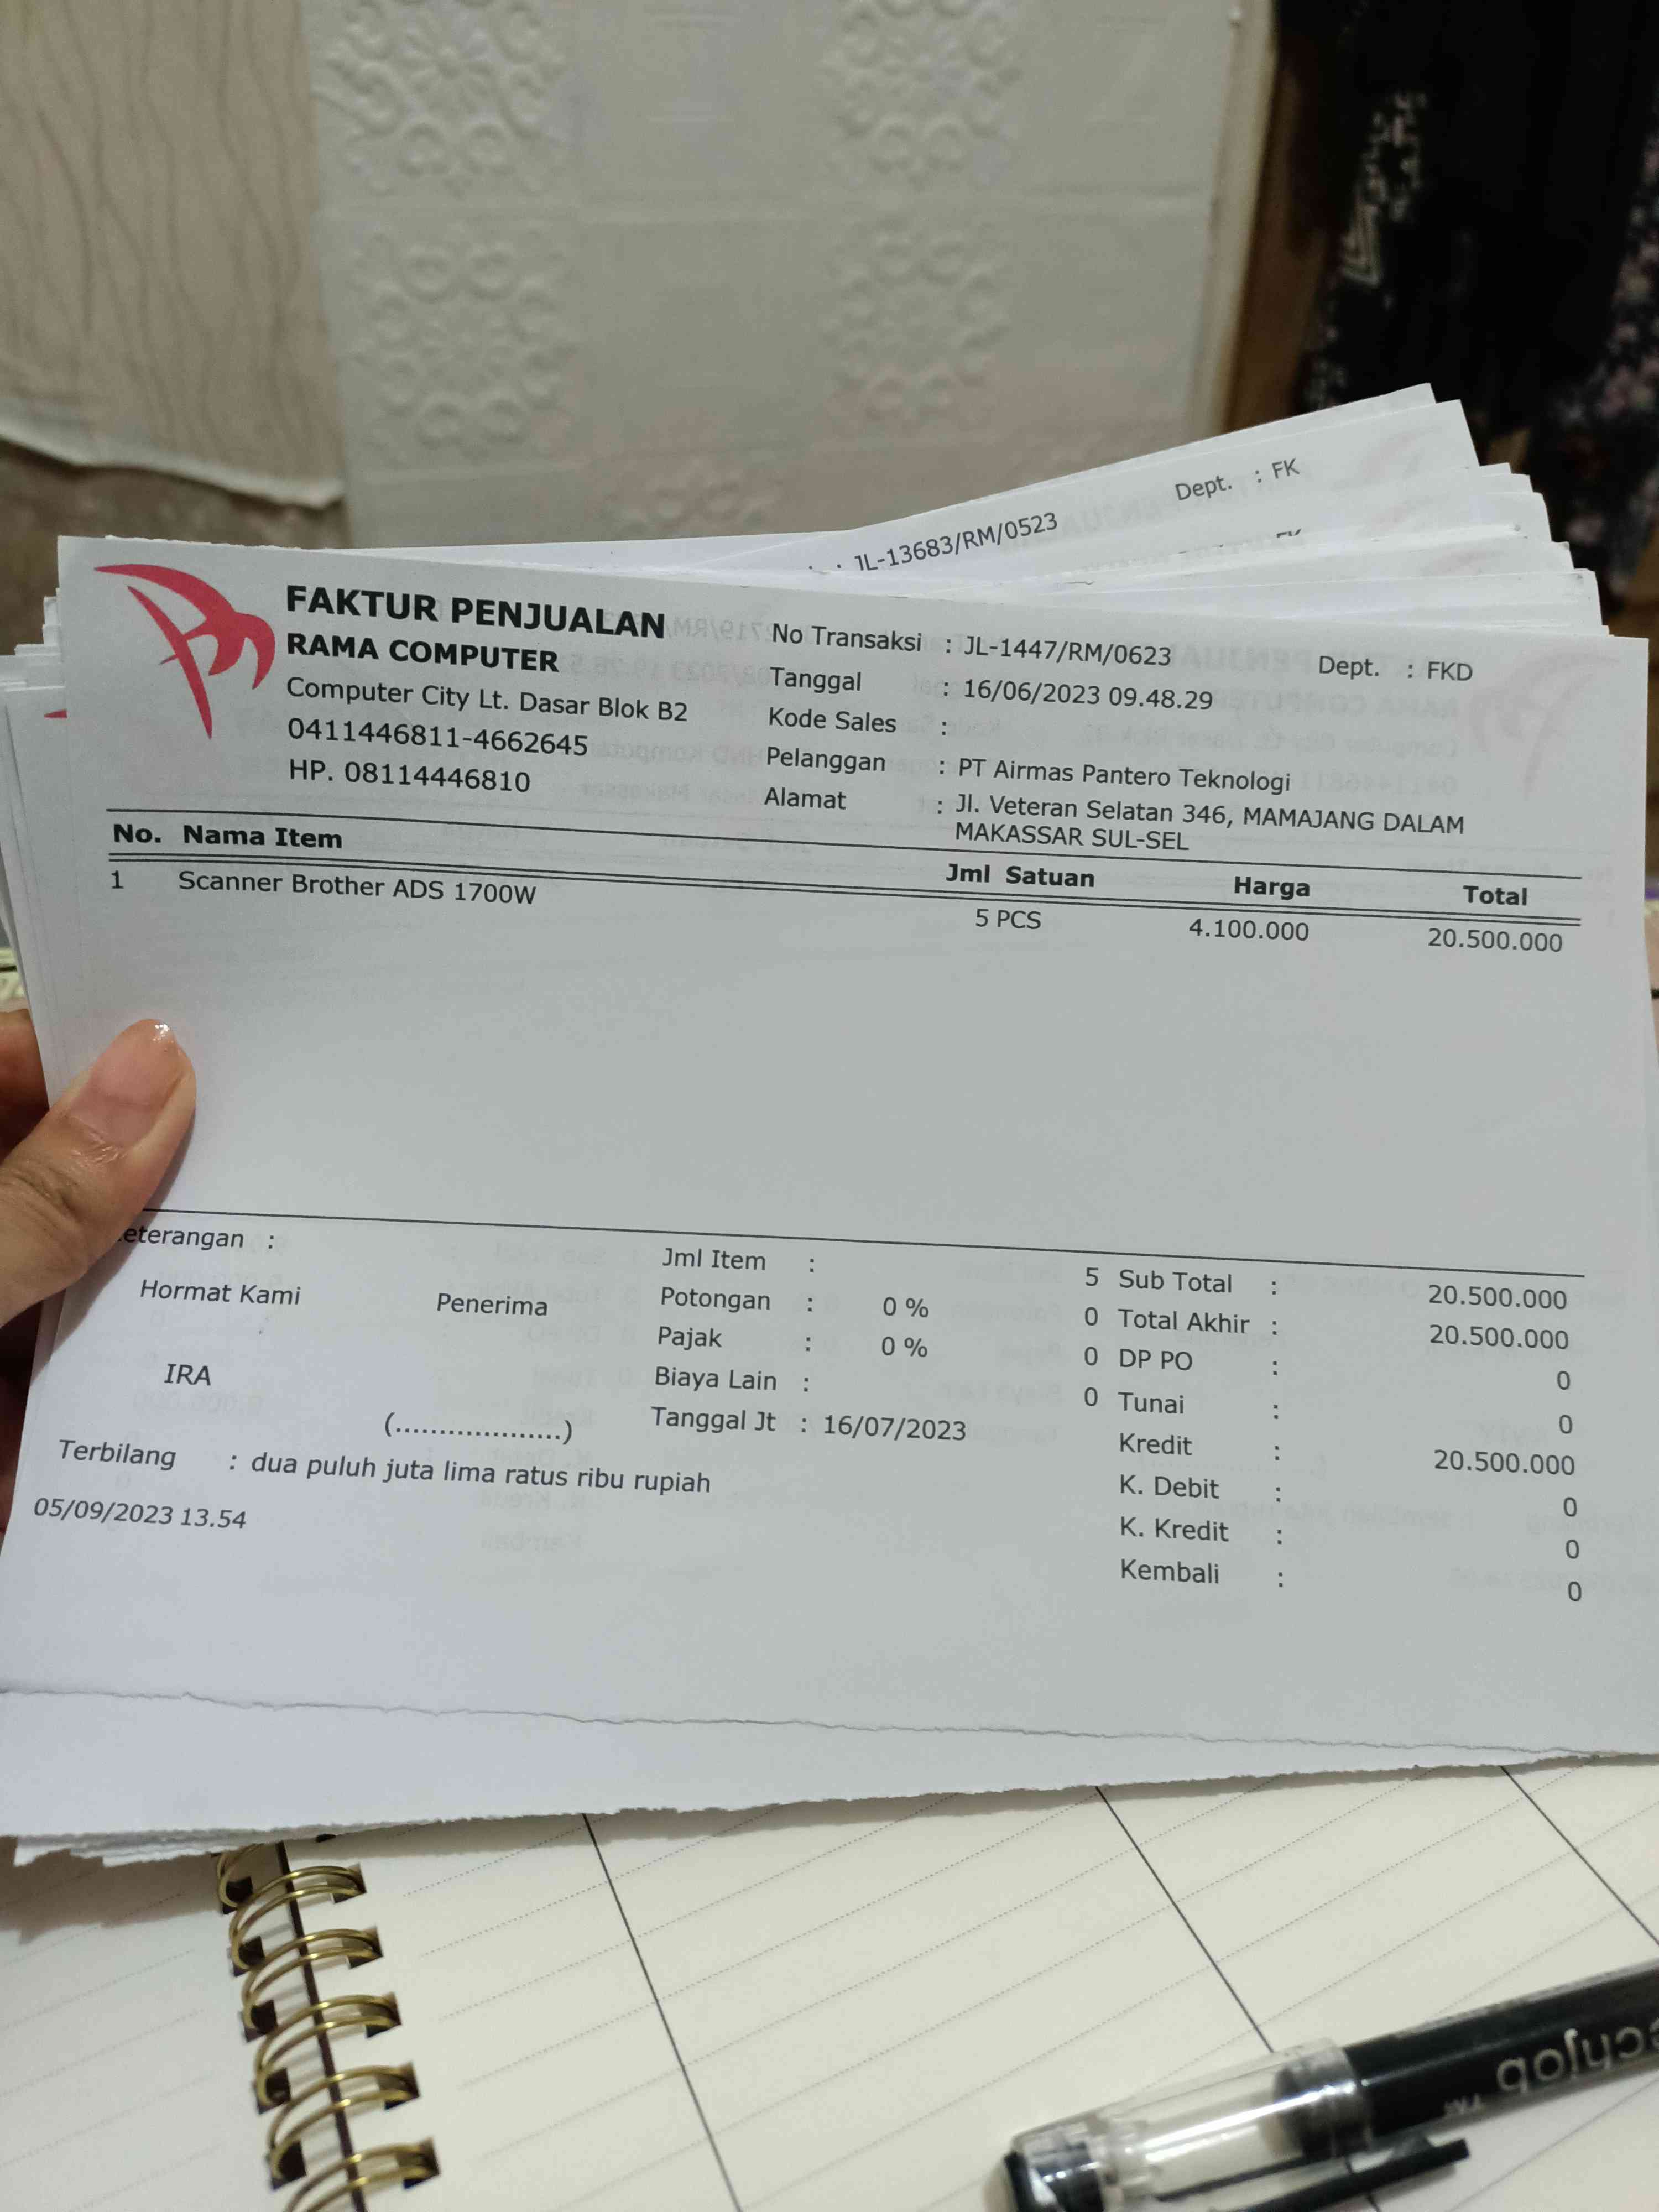 Dept. : FK
: JL-13683/RM/0523
FAKTUR PENJUALAN
RAMA COMPUTER
Computer City Lt. Dasar Blok B2
0411446811-4662645
HP. 08114446810
No Transaksi : JL-1447/RM/0623 Dept. : FKD
Tanggal : 16/06/2023 09.48.29
Kode Sales :
Pelanggan : PT Airmas Pantero Teknologi
Alamat : Jl. Veteran Selatan 346, MAMAJANG DALAM
MAKASSAR SUL-SEL
No. Nama Item Jml Satuan Harga Total
1 Scanner Brother ADS 1700W 5 PCS 4.100.000 20.500.000
eterangan :
Hormat Kami Penerima
IRA
(...................)
Jml Item : 5
Potongan : 0 % 0
Pajak : 0 % 0
Biaya Lain : 0
Tanggal Jt : 16/07/2023
Sub Total : 20.500.000
Total Akhir : 20.500.000
DP PO : 0
Tunai : 0
Kredit : 20.500.000
K. Debit : 0
K. Kredit : 0
Kembali : 0
Terbilang : dua puluh juta lima ratus ribu rupiah
05/09/2023 13.54